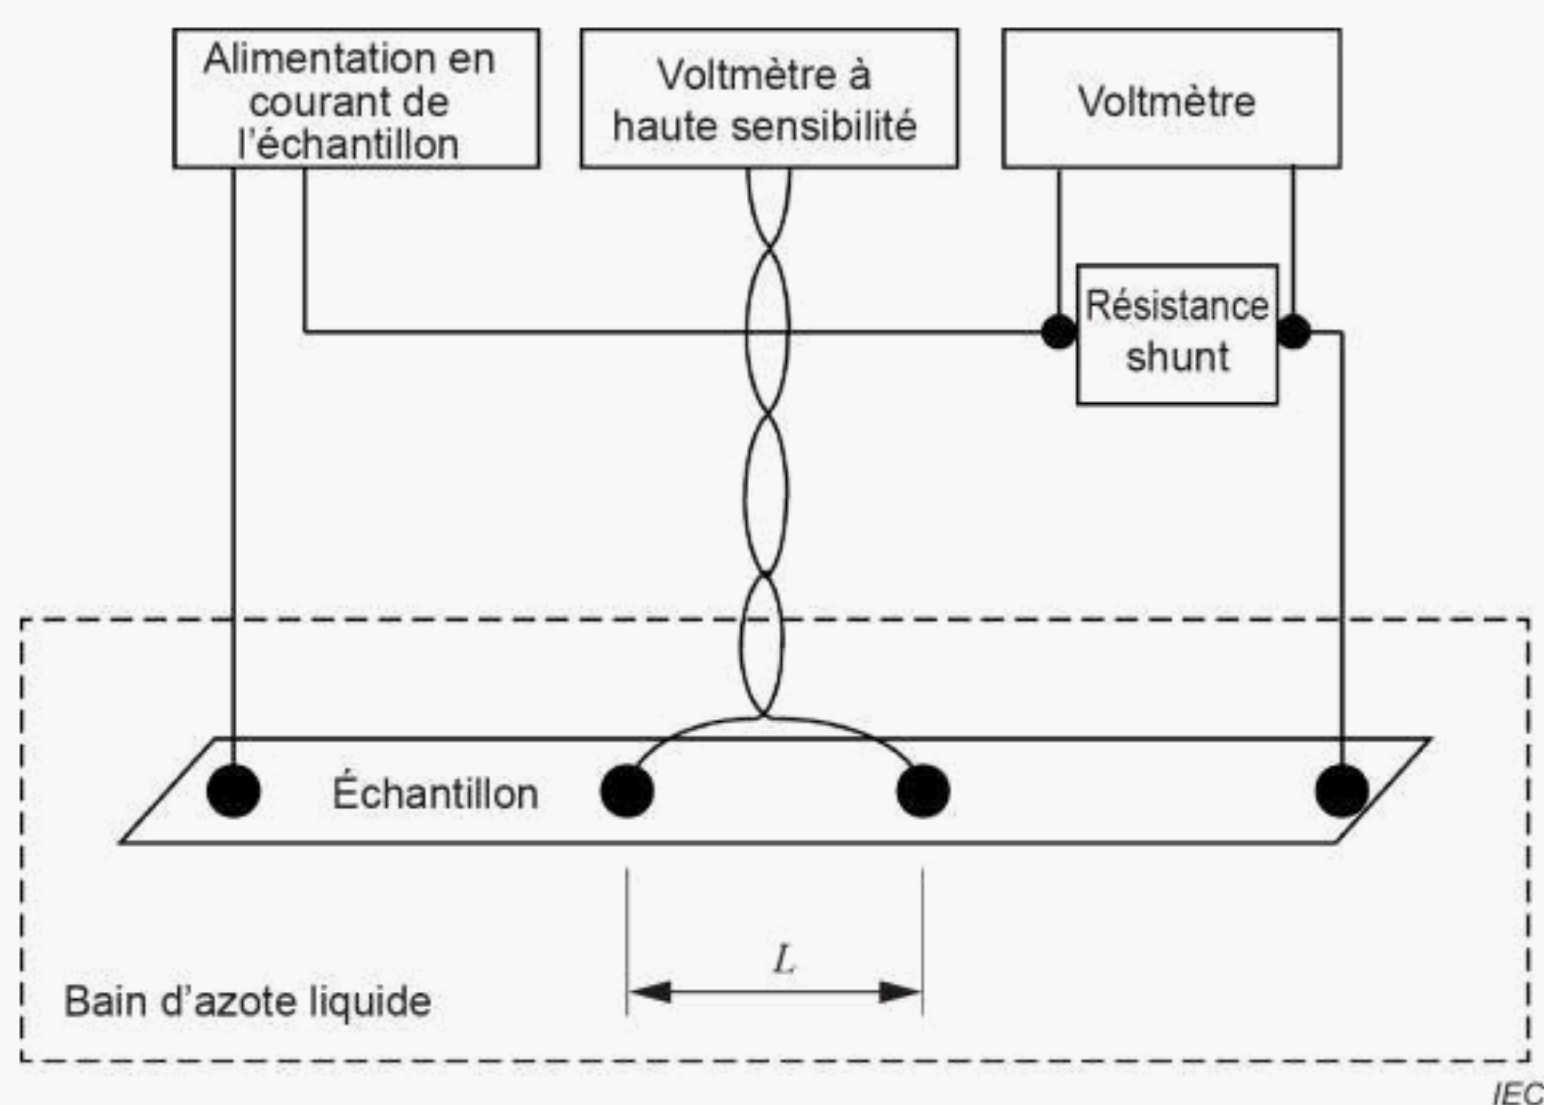 Alimentation en
courant de
l'échantillon
Voltmètre à
haute sensibilité
Voltmètre
Résistance
shunt
Échantillon
L
Bain d'azote liquide
IEC